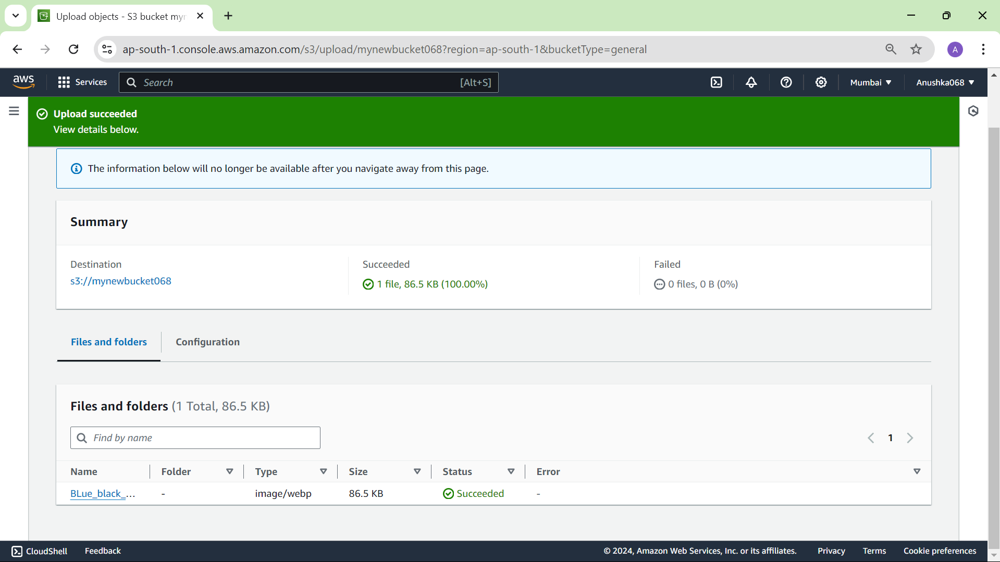 Upload objects - S3 bucket myn
ap-south-1.console.aws.amazon.com/s3/upload/mynewbucket068?region=ap-south-1&bucketType=general
A
aws
Services
Search
[Alt+S]
Mumbai
Anushka068
Upload succeeded
View details below.
The information below will no longer be available after you navigate away from this page.
Summary
Destination
s3://mynewbucket068
Succeeded
1 file, 86.5 KB (100.00%)
Failed
0 files, 0 B (0%)
Files and folders
Configuration
Files and folders (1 Total, 86.5 KB)
Find by name
1
Name Folder Type Size Status Error
BLue_black_... - image/webp 86.5 KB Succeeded -
CloudShell Feedback © 2024, Amazon Web Services, Inc. or its affiliates. Privacy Terms Cookie preferences